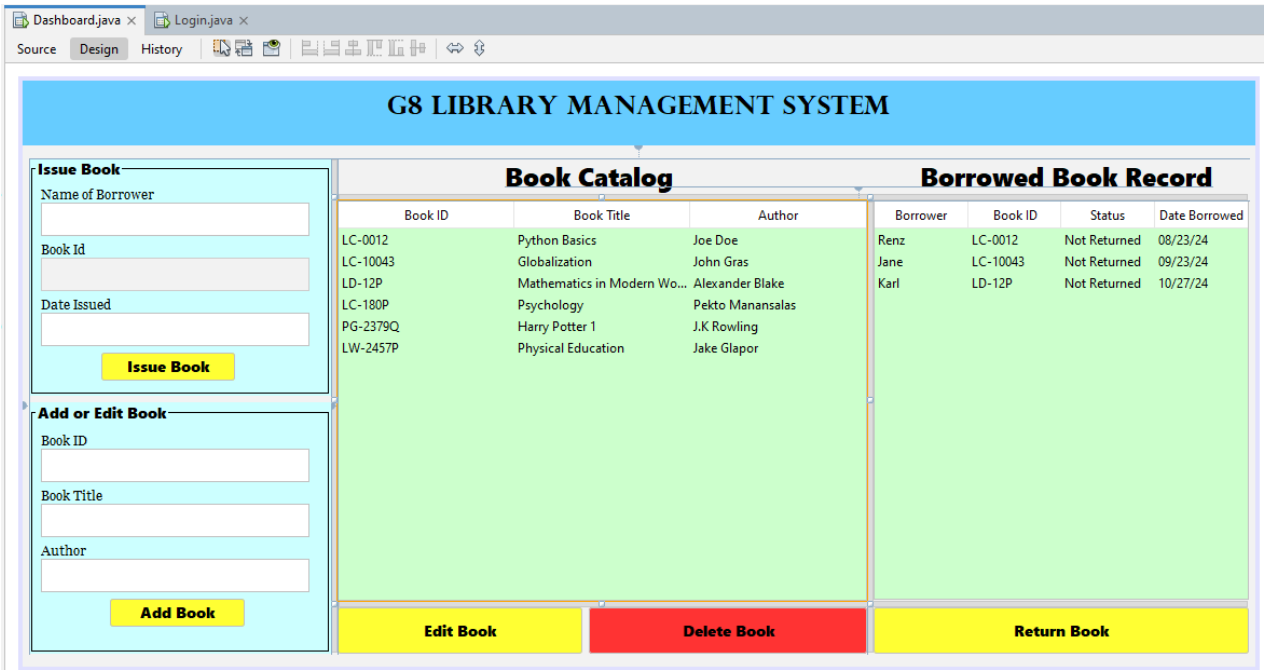 Dashboard.java × Login.java ×
Source Design History
G8 LIBRARY MANAGEMENT SYSTEM
Issue Book
Name of Borrower
Book Id
Date Issued
Issue Book
Add or Edit Book
Book ID
Book Title
Author
Add Book
Book Catalog
Book ID Book Title Author
LC-0012 Python Basics Joe Doe
LC-10043 Globalization John Gras
LD-12P Mathematics in Modern Wo... Alexander Blake
LC-180P Psychology Pekto Manansalas
PG-2379Q Harry Potter 1 J.K Rowling
LW-2457P Physical Education Jake Glapor
Edit Book Delete Book
Borrowed Book Record
Borrower Book ID Status Date Borrowed
Renz LC-0012 Not Returned 08/23/24
Jane LC-10043 Not Returned 09/23/24
Karl LD-12P Not Returned 10/27/24
Return Book